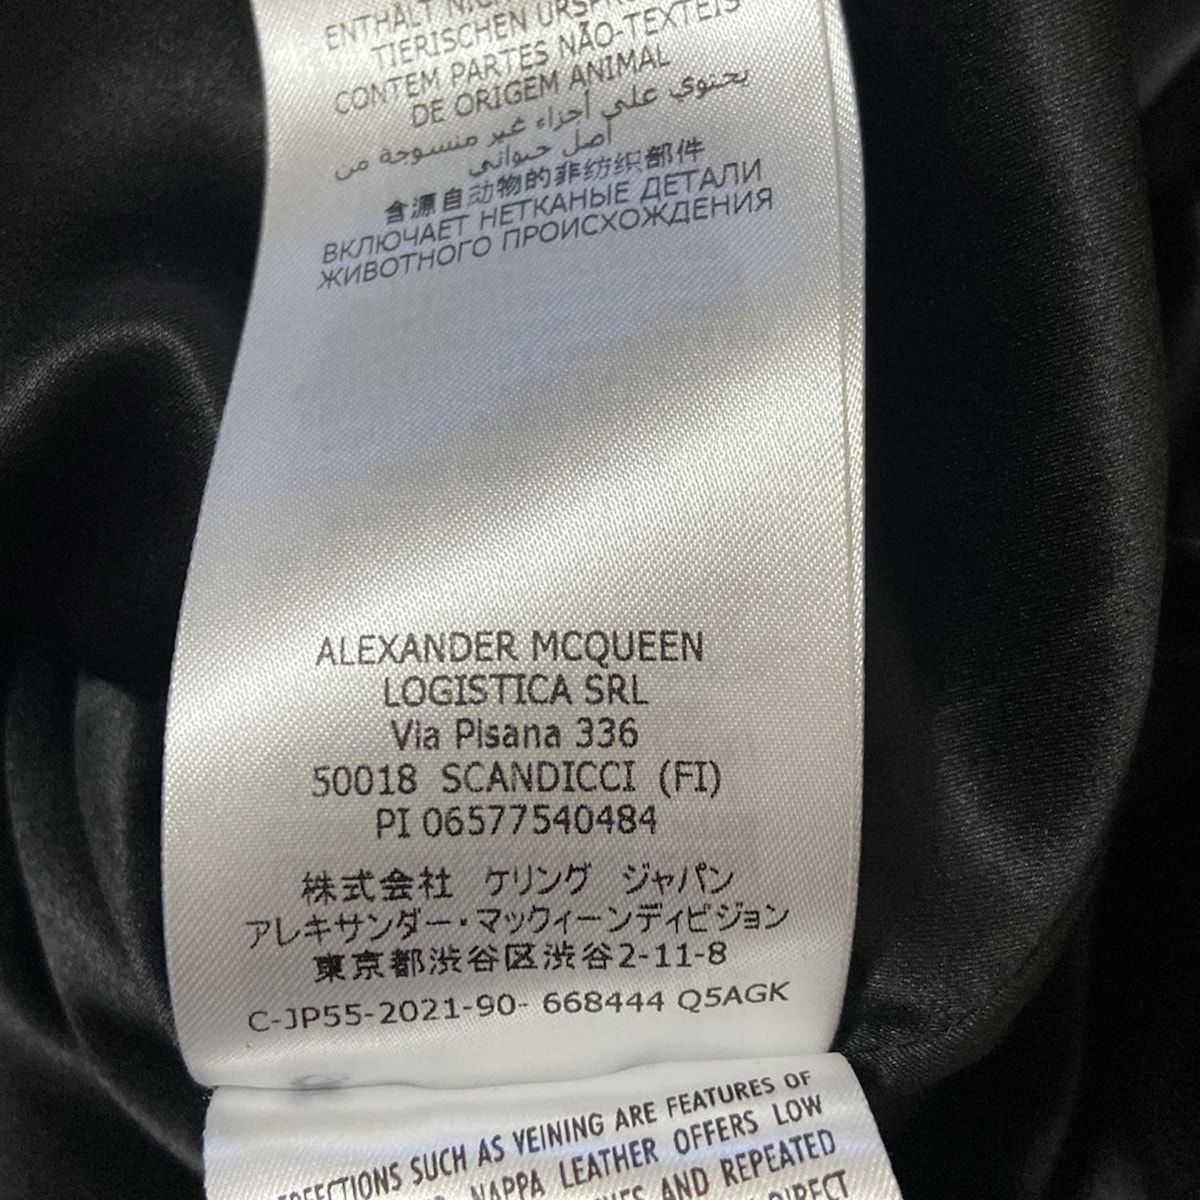 ENTHÄLT
TIERISCHEN
CONTEM PARTES NÃO-TEXTEIS
DE ORIGEM ANIMAL
يحتوي على أجزاء غير منسوجة من
أصل حيواني
含源自动物的非纺织部件
ВКЛЮЧАЕТ НЕТКАНЫЕ ДЕТАЛИ
ЖИВОТНОГО ПРОИСХОЖДЕНИЯ
ALEXANDER MCQUEEN
LOGISTICA SRL
Via Pisana 336
50018 SCANDICCI (FI)
PI 06577540484
株式会社 ケリング ジャパン
アレキサンダー・マックィーンディビジョン
東京都渋谷区渋谷2-11-8
C-JP55-2021-90- 668444 Q5AGK
SUCH AS VEINING ARE FEATURES OF
NAPPA LEATHER OFFERS LOW
AND REPEATED
DIRECT